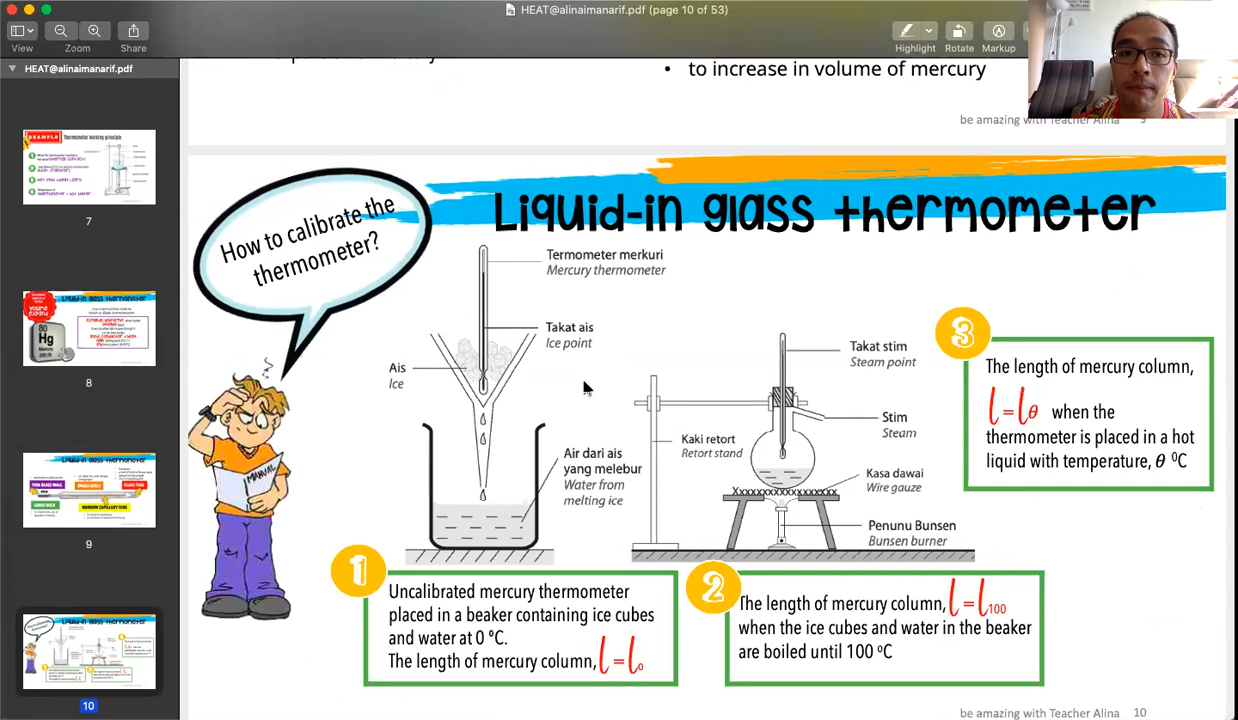 HEAT@alinaimanarif.pdf (page 10 of 53)
View
Zoom
Share
Highlight
Rotate
Markup
HEAT@alinaimanarif.pdf
7
8
9
10
to increase in volume of mercury
be amazing with Teacher Alina 9
How to calibrate the
thermometer?
Liquid-in glass thermometer
Termometer merkuri
Mercury thermometer
Takat ais
Ice point
Ais
Ice
Air dari ais
yang melebur
Water from
melting ice
Takat stim
Steam point
Stim
Steam
Kaki retort
Retort stand
Kasa dawai
Wire gauze
Penunu Bunsen
Bunsen burner
MANUAL
1
Uncalibrated mercury thermometer
placed in a beaker containing ice cubes
and water at 0 ⁰C.
The length of mercury column, l = l₀
2
The length of mercury column, l = l₁₀₀
when the ice cubes and water in the beaker
are boiled until 100 ⁰C
3
The length of mercury column,
l = lθ when the
thermometer is placed in a hot
liquid with temperature, θ ⁰C
be amazing with Teacher Alina 10